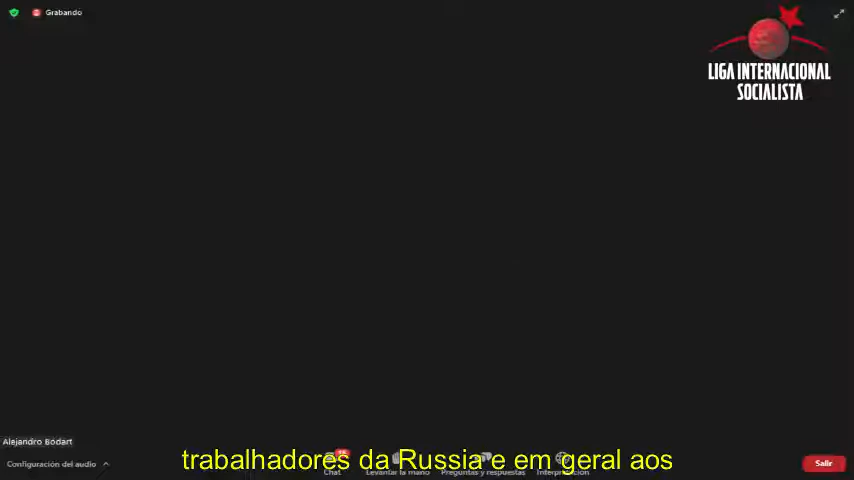 Grabando
LIGA INTERNACIONAL
SOCIALISTA
Alejandro Bodart
Configuración del audio
Chat
Levantar la mano
Preguntas y respuestas
Interpretación
Salir
trabalhadores da Russia e em geral aos